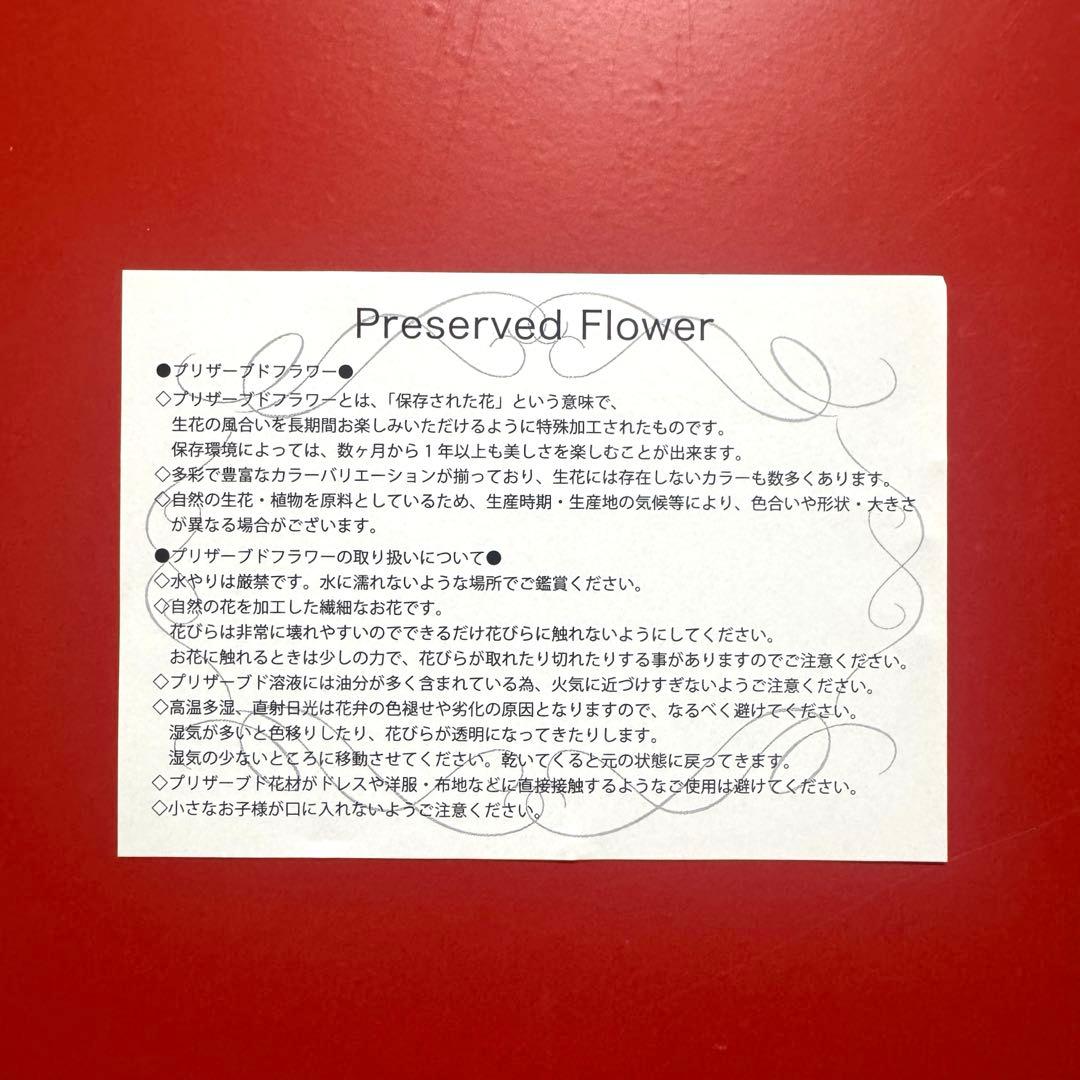 Preserved Flower
●プリザーブドフラワー●
◇プリザーブドフラワーとは、「保存された花」という意味で、
生花の風合いを長期間お楽しみいただけるように特殊加工されたものです。
保存環境によっては、数ヶ月から１年以上も美しさを楽しむことが出来ます。
◇多彩で豊富なカラーバリエーションが揃っており、生花には存在しないカラーも数多くあります。
◇自然の生花・植物を原料としているため、生産時期・生産地の気候等により、色合いや形状・大きさ
が異なる場合がございます。
●プリザーブドフラワーの取り扱いについて●
◇水やりは厳禁です。水に濡れないような場所でご鑑賞ください。
◇自然の花を加工した繊細なお花です。
花びらは非常に壊れやすいのでできるだけ花びらに触れないようにしてください。
お花に触れるときは少しの力で、花びらが取れたり切れたりする事がありますのでご注意ください。
◇プリザーブド溶液には油分が多く含まれている為、火気に近づけすぎないようご注意ください。
◇高温多湿、直射日光は花弁の色褪せや劣化の原因となりますので、なるべく避けてください。
湿気が多いと色移りしたり、花びらが透明になってきたりします。
湿気の少ないところに移動させてください。乾いてくると元の状態に戻ってきます。
◇プリザーブド花材がドレスや洋服・布地などに直接接触するようなご使用は避けてください。
◇小さなお子様が口に入れないようご注意ください。